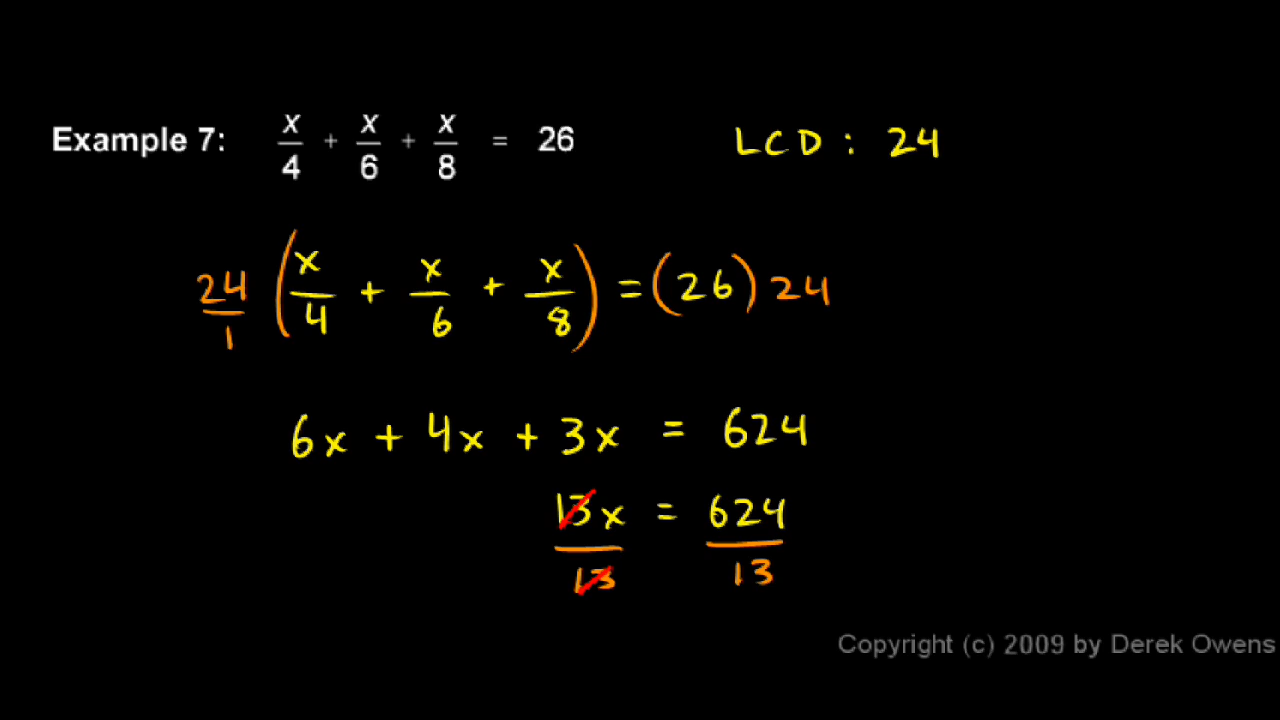 Example 7: x/4 + x/6 + x/8 = 26 LCD : 24
24/1 (x/4 + x/6 + x/8) = (26) 24
6x + 4x + 3x = 624
13x/13 = 624/13
Copyright (c) 2009 by Derek Owens